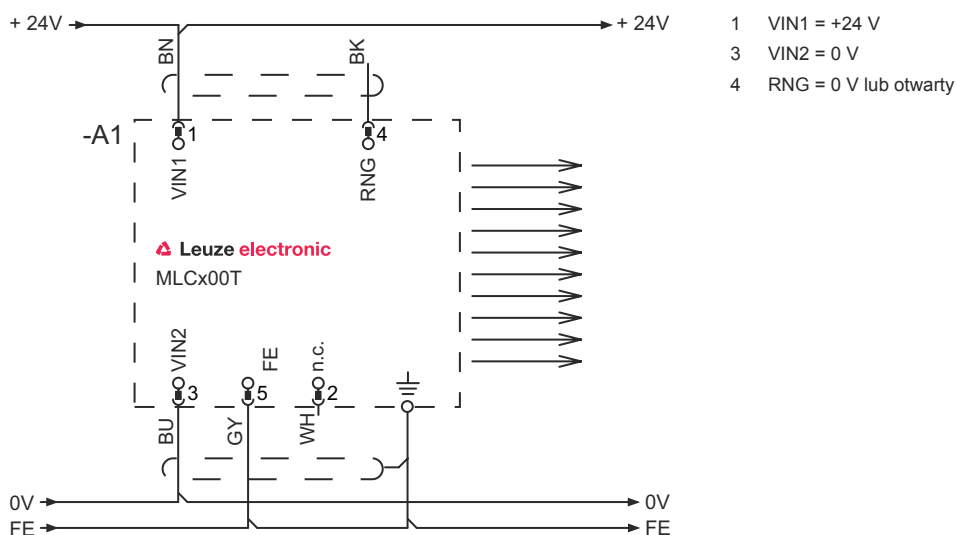 + 24V
+ 24V
BN
BK
-A1
1
4
VIN1
RNG
Leuze electronic
MLCx00T
VIN2
FE
n.c.
3
5
2
BU
GY
WH
0V
0V
FE
FE
1 VIN1 = +24 V
3 VIN2 = 0 V
4 RNG = 0 V lub otwarty